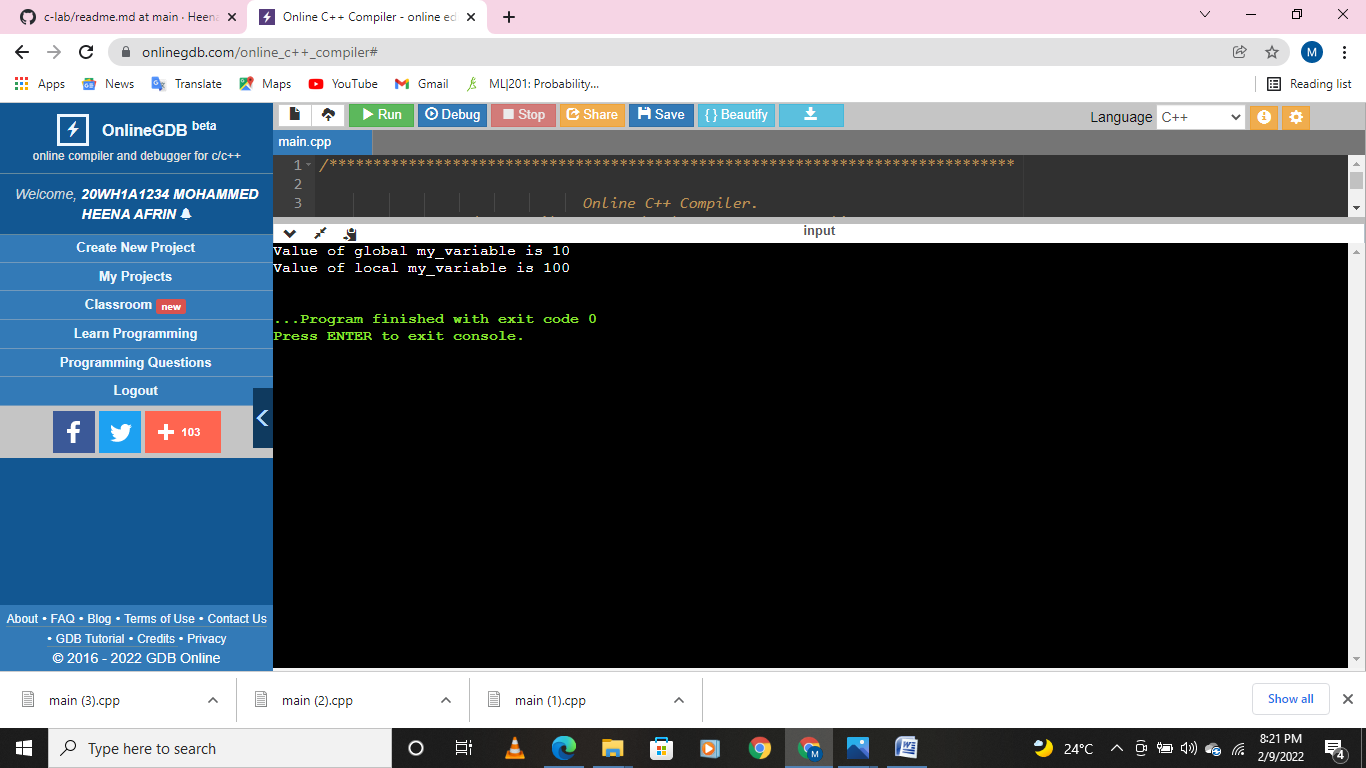 c-lab/readme.md at main · Heena
Online C++ Compiler - online ed
onlinegdb.com/online_c++_compiler#
M
Apps News Translate Maps YouTube Gmail ML|201: Probability... Reading list
OnlineGDB beta
online compiler and debugger for c/c++
Welcome, 20WH1A1234 MOHAMMED
HEENA AFRIN
Create New Project
My Projects
Classroom new
Learn Programming
Programming Questions
Logout
103
About • FAQ • Blog • Terms of Use • Contact Us
• GDB Tutorial • Credits • Privacy
© 2016 - 2022 GDB Online
Run Debug Stop Share Save { } Beautify Language C++
main.cpp
1 /******************************************************************************
2
3 Online C++ Compiler.
input
Value of global my_variable is 10
Value of local my_variable is 100
...Program finished with exit code 0
Press ENTER to exit console.
main (3).cpp main (2).cpp main (1).cpp Show all
Type here to search
24°C
8:21 PM
2/9/2022
4